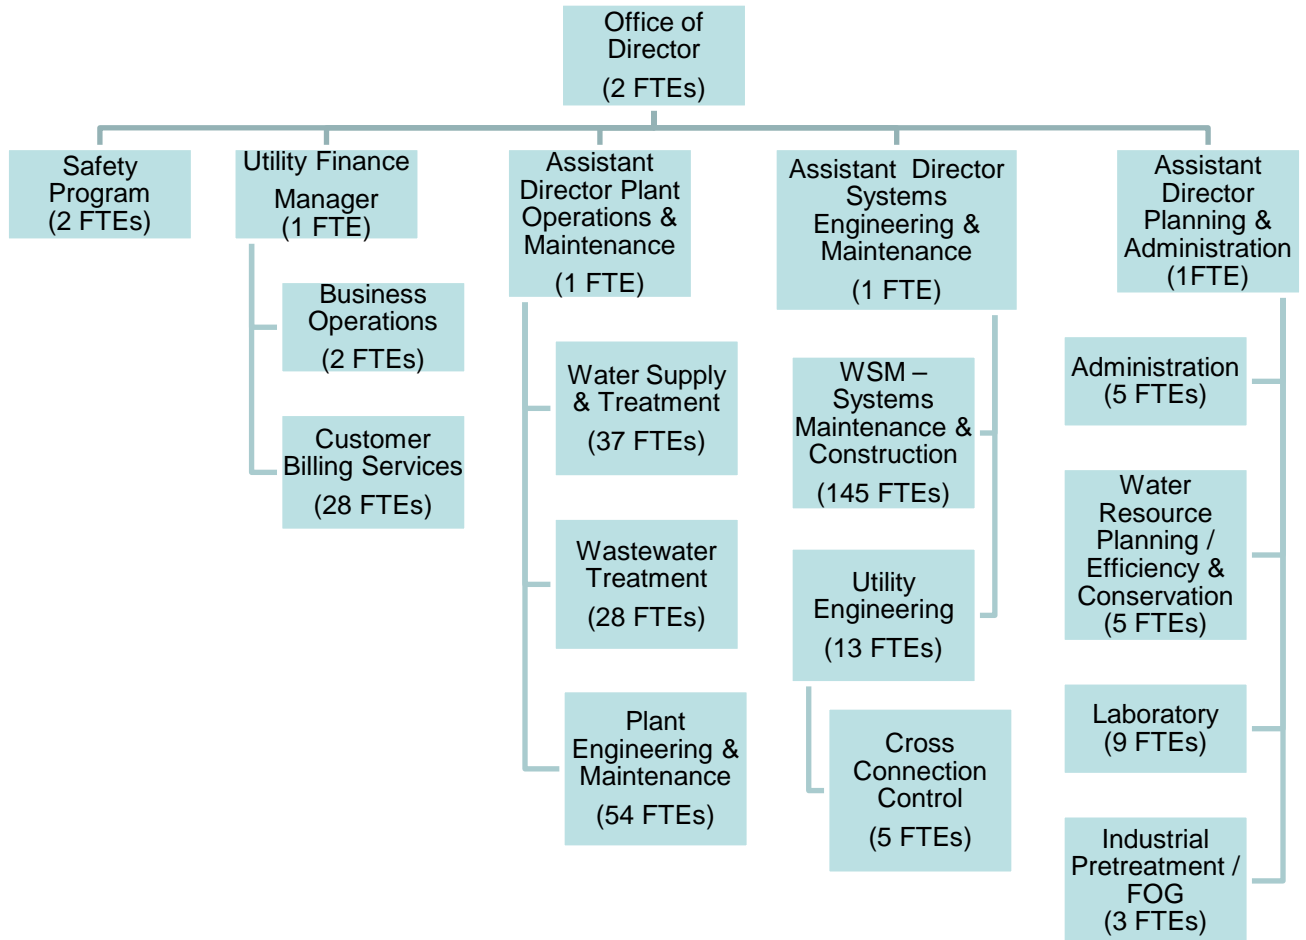 Office of
Director
(2 FTEs)
Safety
Program
(2 FTEs)
Utility Finance
Manager
(1 FTE)
Business
Operations
(2 FTEs)
Customer
Billing Services
(28 FTEs)
Assistant
Director Plant
Operations &
Maintenance
(1 FTE)
Water Supply
& Treatment
(37 FTEs)
Wastewater
Treatment
(28 FTEs)
Plant
Engineering &
Maintenance
(54 FTEs)
Assistant Director
Systems
Engineering &
Maintenance
(1 FTE)
WSM –
Systems
Maintenance &
Construction
(145 FTEs)
Utility
Engineering
(13 FTEs)
Cross
Connection
Control
(5 FTEs)
Assistant
Director
Planning &
Administration
(1FTE)
Administration
(5 FTEs)
Water
Resource
Planning /
Efficiency &
Conservation
(5 FTEs)
Laboratory
(9 FTEs)
Industrial
Pretreatment /
FOG
(3 FTEs)